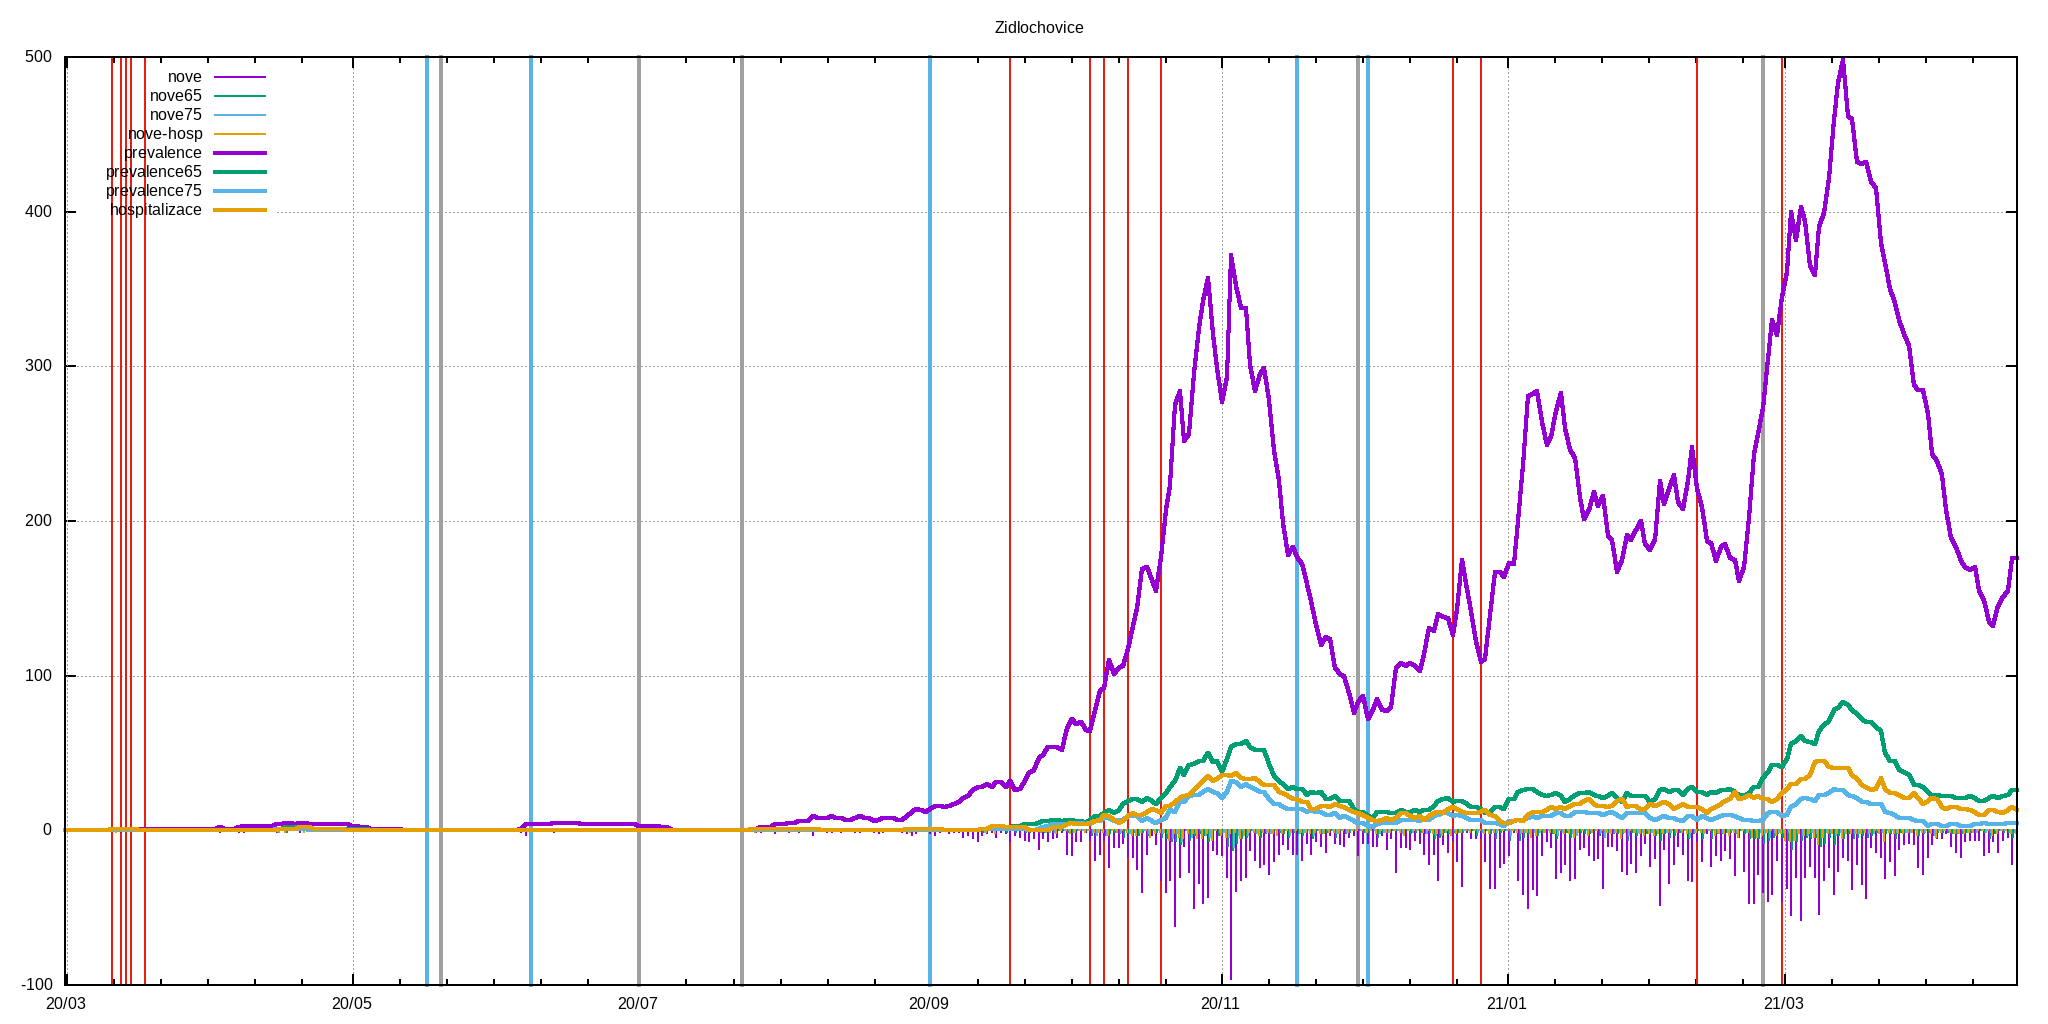 Zidlochovice
500
nove
nove65
nove75
nove-hosp
prevalence
prevalence65
prevalence75
hospitalizace
400
300
200
100
0
-100
20/03 20/05 20/07 20/09 20/11 21/01 21/03